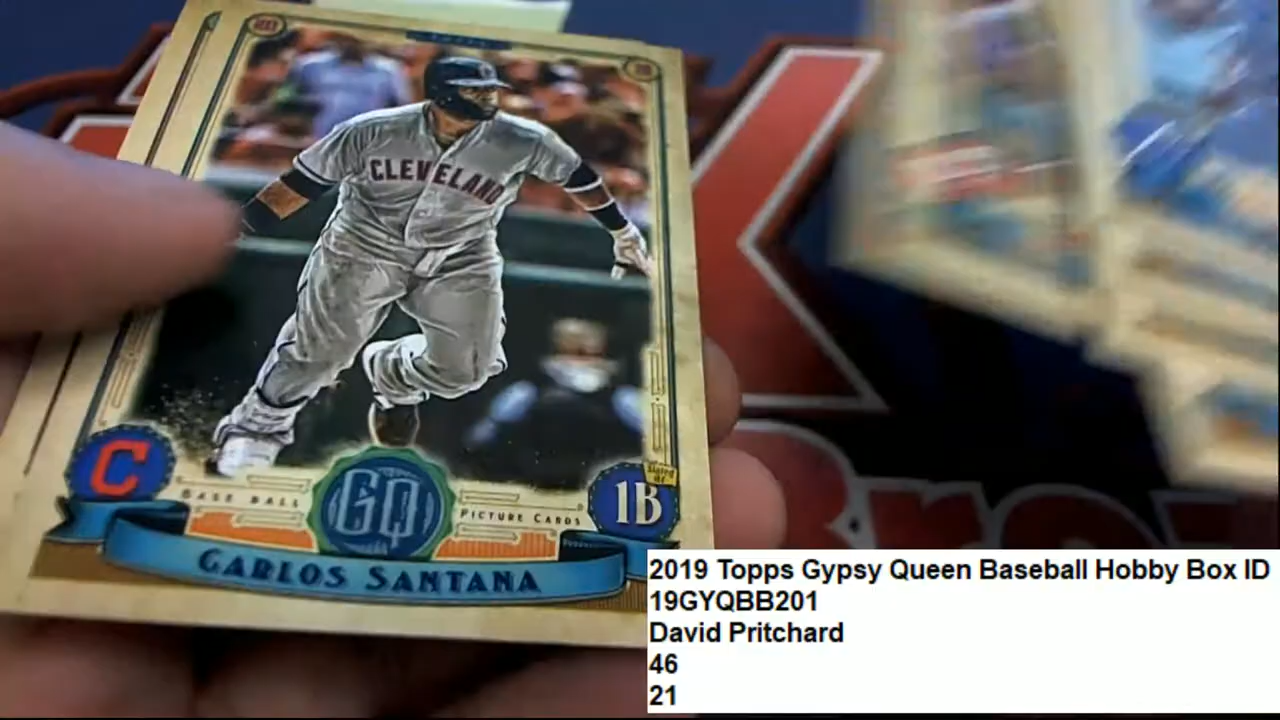 CLEVELAND
C
BASE BALL
GQ
PICTURE CARDS
1B
CARLOS SANTANA
2019 Topps Gypsy Queen Baseball Hobby Box ID
19GYQBB201
David Pritchard
46
21